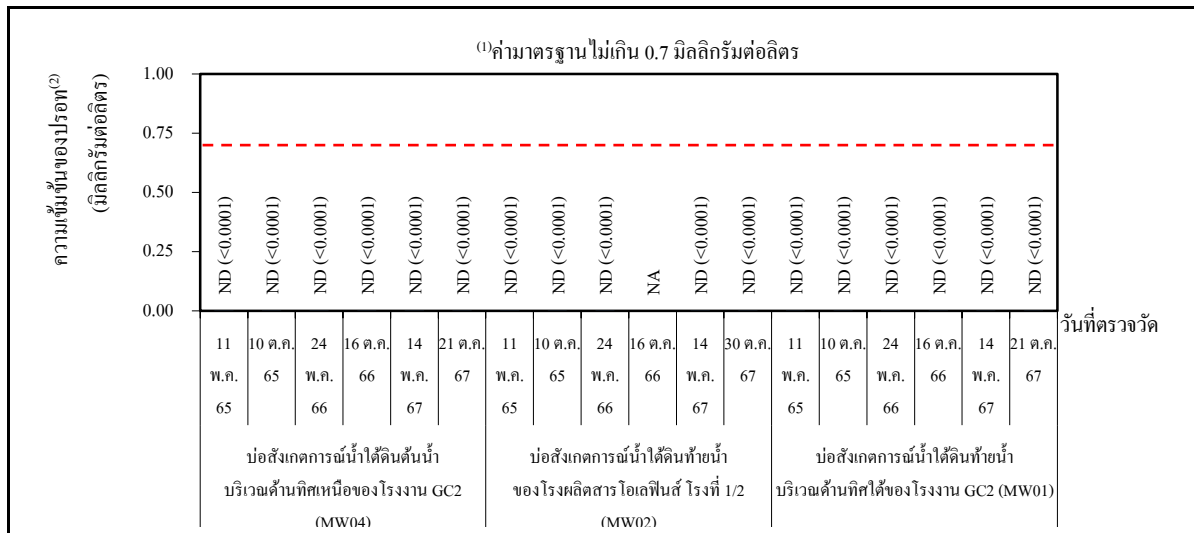 (1)ค่ามาตรฐานไม่เกิน 0.7 มิลลิกรัมต่อลิตร
ความเข้มข้นของปรอท(2)
(มิลลิกรัมต่อลิตร)
1.00
0.75
0.50
0.25
0.00
ND (<0.0001) ND (<0.0001) ND (<0.0001) ND (<0.0001) ND (<0.0001) ND (<0.0001) ND (<0.0001) ND (<0.0001) ND (<0.0001) NA ND (<0.0001) ND (<0.0001) ND (<0.0001) ND (<0.0001) ND (<0.0001) ND (<0.0001) ND (<0.0001) ND (<0.0001)
วันที่ตรวจวัด
11 10 ต.ค. 24 16 ต.ค. 14 21 ต.ค. 11 10 ต.ค. 24 16 ต.ค. 14 30 ต.ค. 11 10 ต.ค. 24 16 ต.ค. 14 21 ต.ค.
พ.ค. 65 พ.ค. 66 พ.ค. 67 พ.ค. 65 พ.ค. 66 พ.ค. 67 พ.ค. 65 พ.ค. 66 พ.ค. 67
65 66 67 65 66 67 65 66 67
บ่อสังเกตการณ์น้ำใต้ดินต้นน้ำ
บริเวณด้านทิศเหนือของโรงงาน GC2
(MW04)
บ่อสังเกตการณ์น้ำใต้ดินท้ายน้ำ
ของโรงผลิตสารโอเลฟินส์ โรงที่ 1/2
(MW02)
บ่อสังเกตการณ์น้ำใต้ดินท้ายน้ำ
บริเวณด้านทิศใต้ของโรงงาน GC2 (MW01)